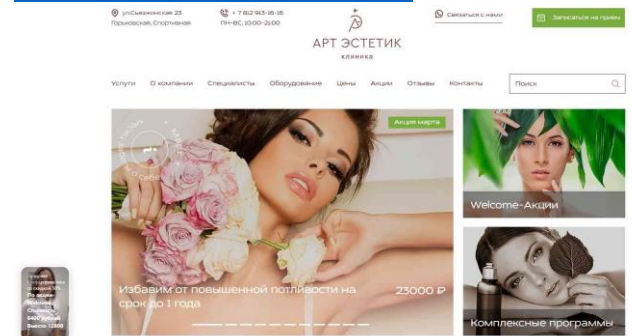 ул.Съезжинская 23
Горьковская, Спортивная
+ 7 812 913-16-16
ПН-ВС, 10:00-21:00
АРТ ЭСТЕТИК
КЛИНИКА
Связаться с нами
Записаться на приём
Услуги О компании Специалисты Оборудование Цены Акции Отзывы Контакты Поиск
Акция марта
Избавим от повышенной потливости на
срок до 1 года
23000 ₽
Welcome-Акции
Комплексные программы